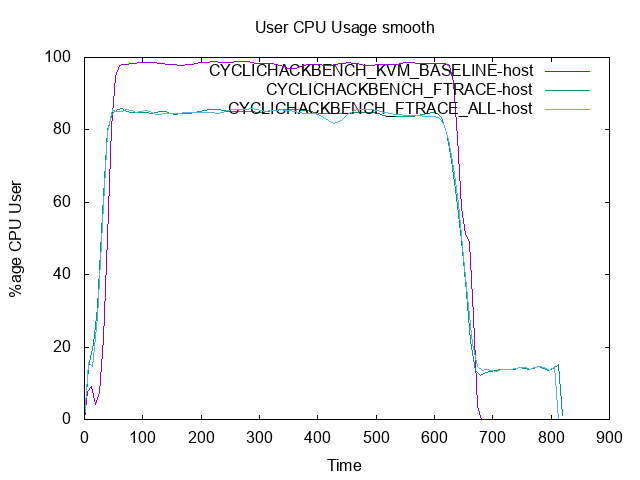 User CPU Usage smooth
CYCLICHACKBENCH_KVM_BASELINE-host
CYCLICHACKBENCH_FTRACE-host
CYCLICHACKBENCH_FTRACE_ALL-host
100
80
60
40
20
0
%age CPU User
0 100 200 300 400 500 600 700 800 900
Time